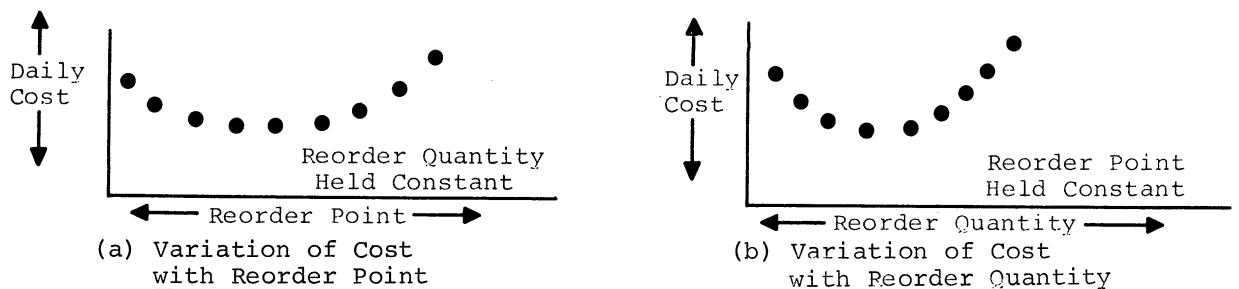 Daily
Cost
Reorder Quantity
Held Constant
Reorder Point
(a) Variation of Cost
with Reorder Point
Daily
Cost
Reorder Point
Held Constant
Reorder Quantity
(b) Variation of Cost
with Reorder Quantity